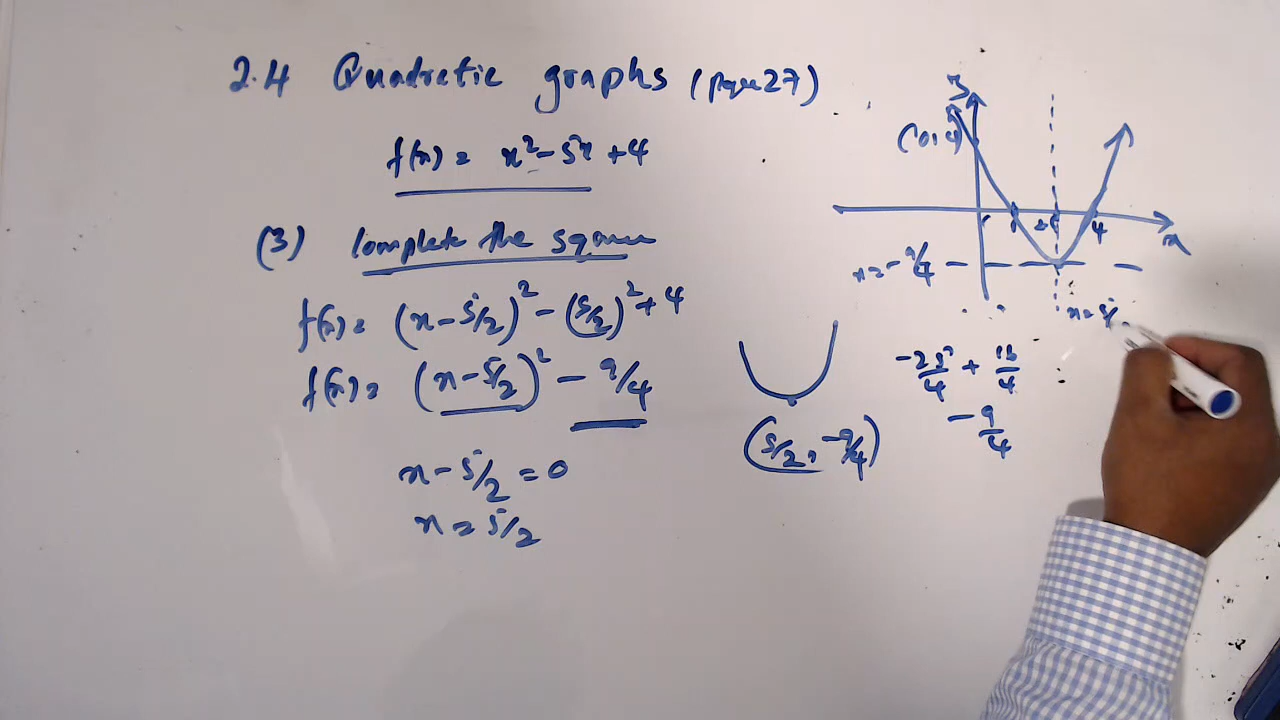 2.4 Quadratic graphs (page 27)
f(x) = x² - 5x + 4
(3) Complete the square
f(x) = (x - 5/2)² - (5/2)² + 4
f(x) = (x - 5/2)² - 9/4
x - 5/2 = 0
x = 5/2
(5/2, -9/4)
y
(0, 4)
1
4
x
x = -9/4
x = 5/
-25/4 + 16/4
-9/4